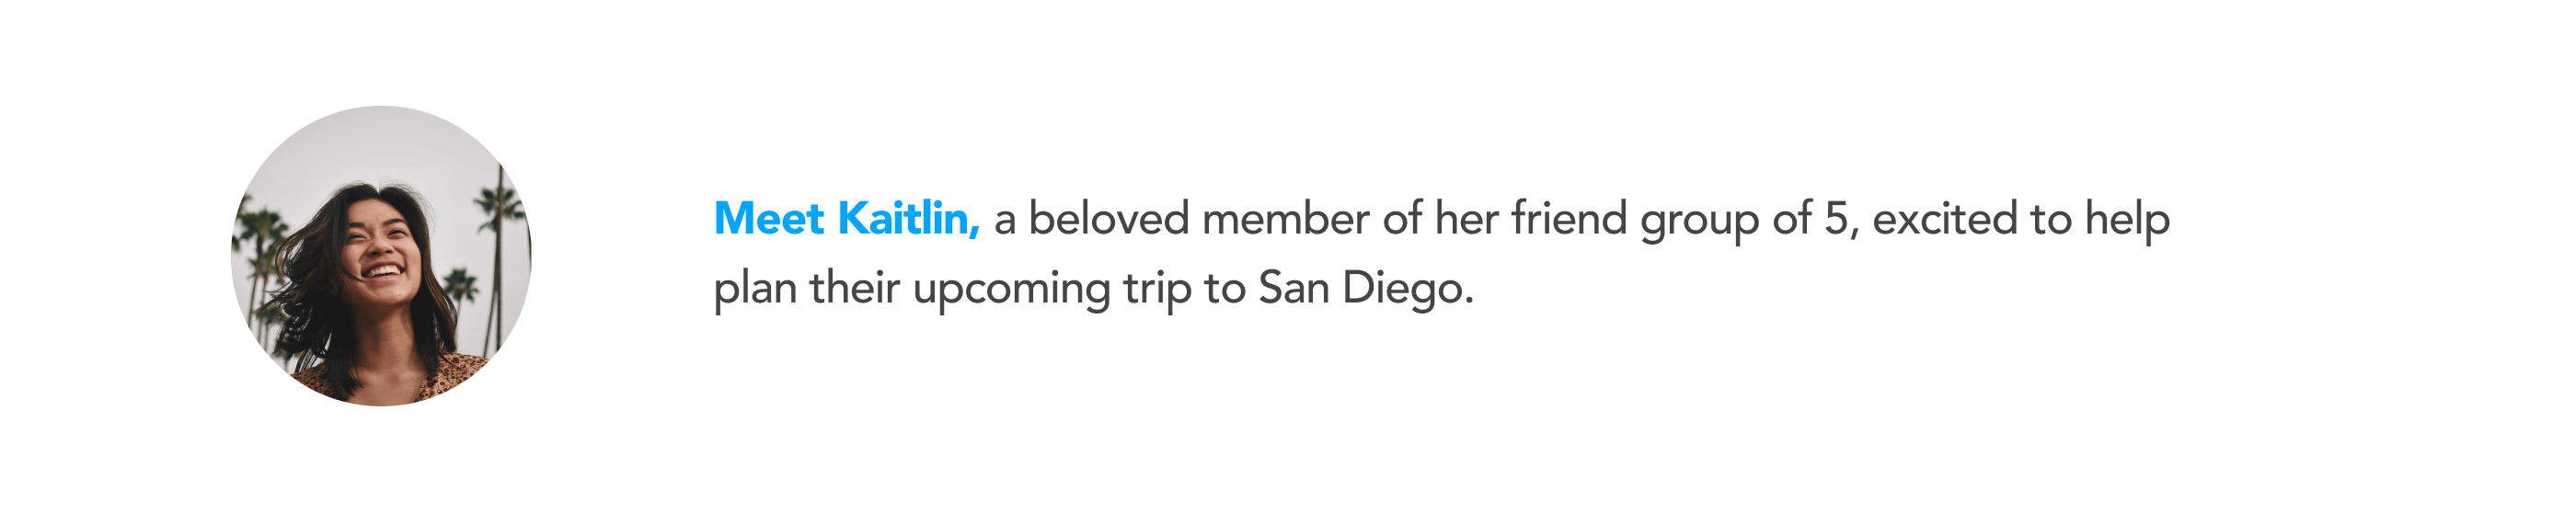 Meet Kaitlin, a beloved member of her friend group of 5, excited to help
plan their upcoming trip to San Diego.